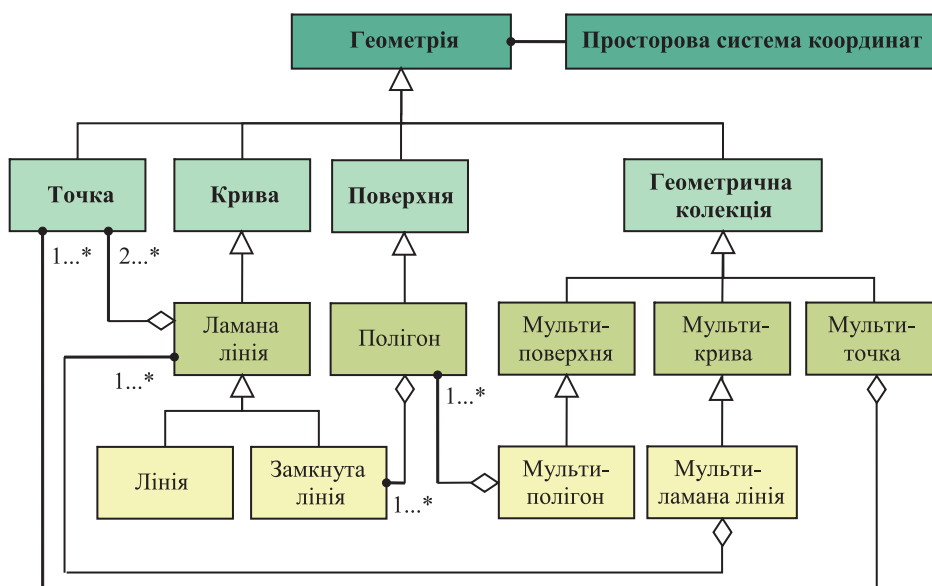 Геометрія
Просторова система координат
Точка
Крива
Поверхня
Геометрична
колекція
1...*
2...*
Ламана
лінія
Полігон
Мульти-
поверхня
Мульти-
крива
Мульти-
точка
1...*
1...*
Лінія
Замкнута
лінія
1...*
Мульти-
полігон
Мульти-
ламана лінія